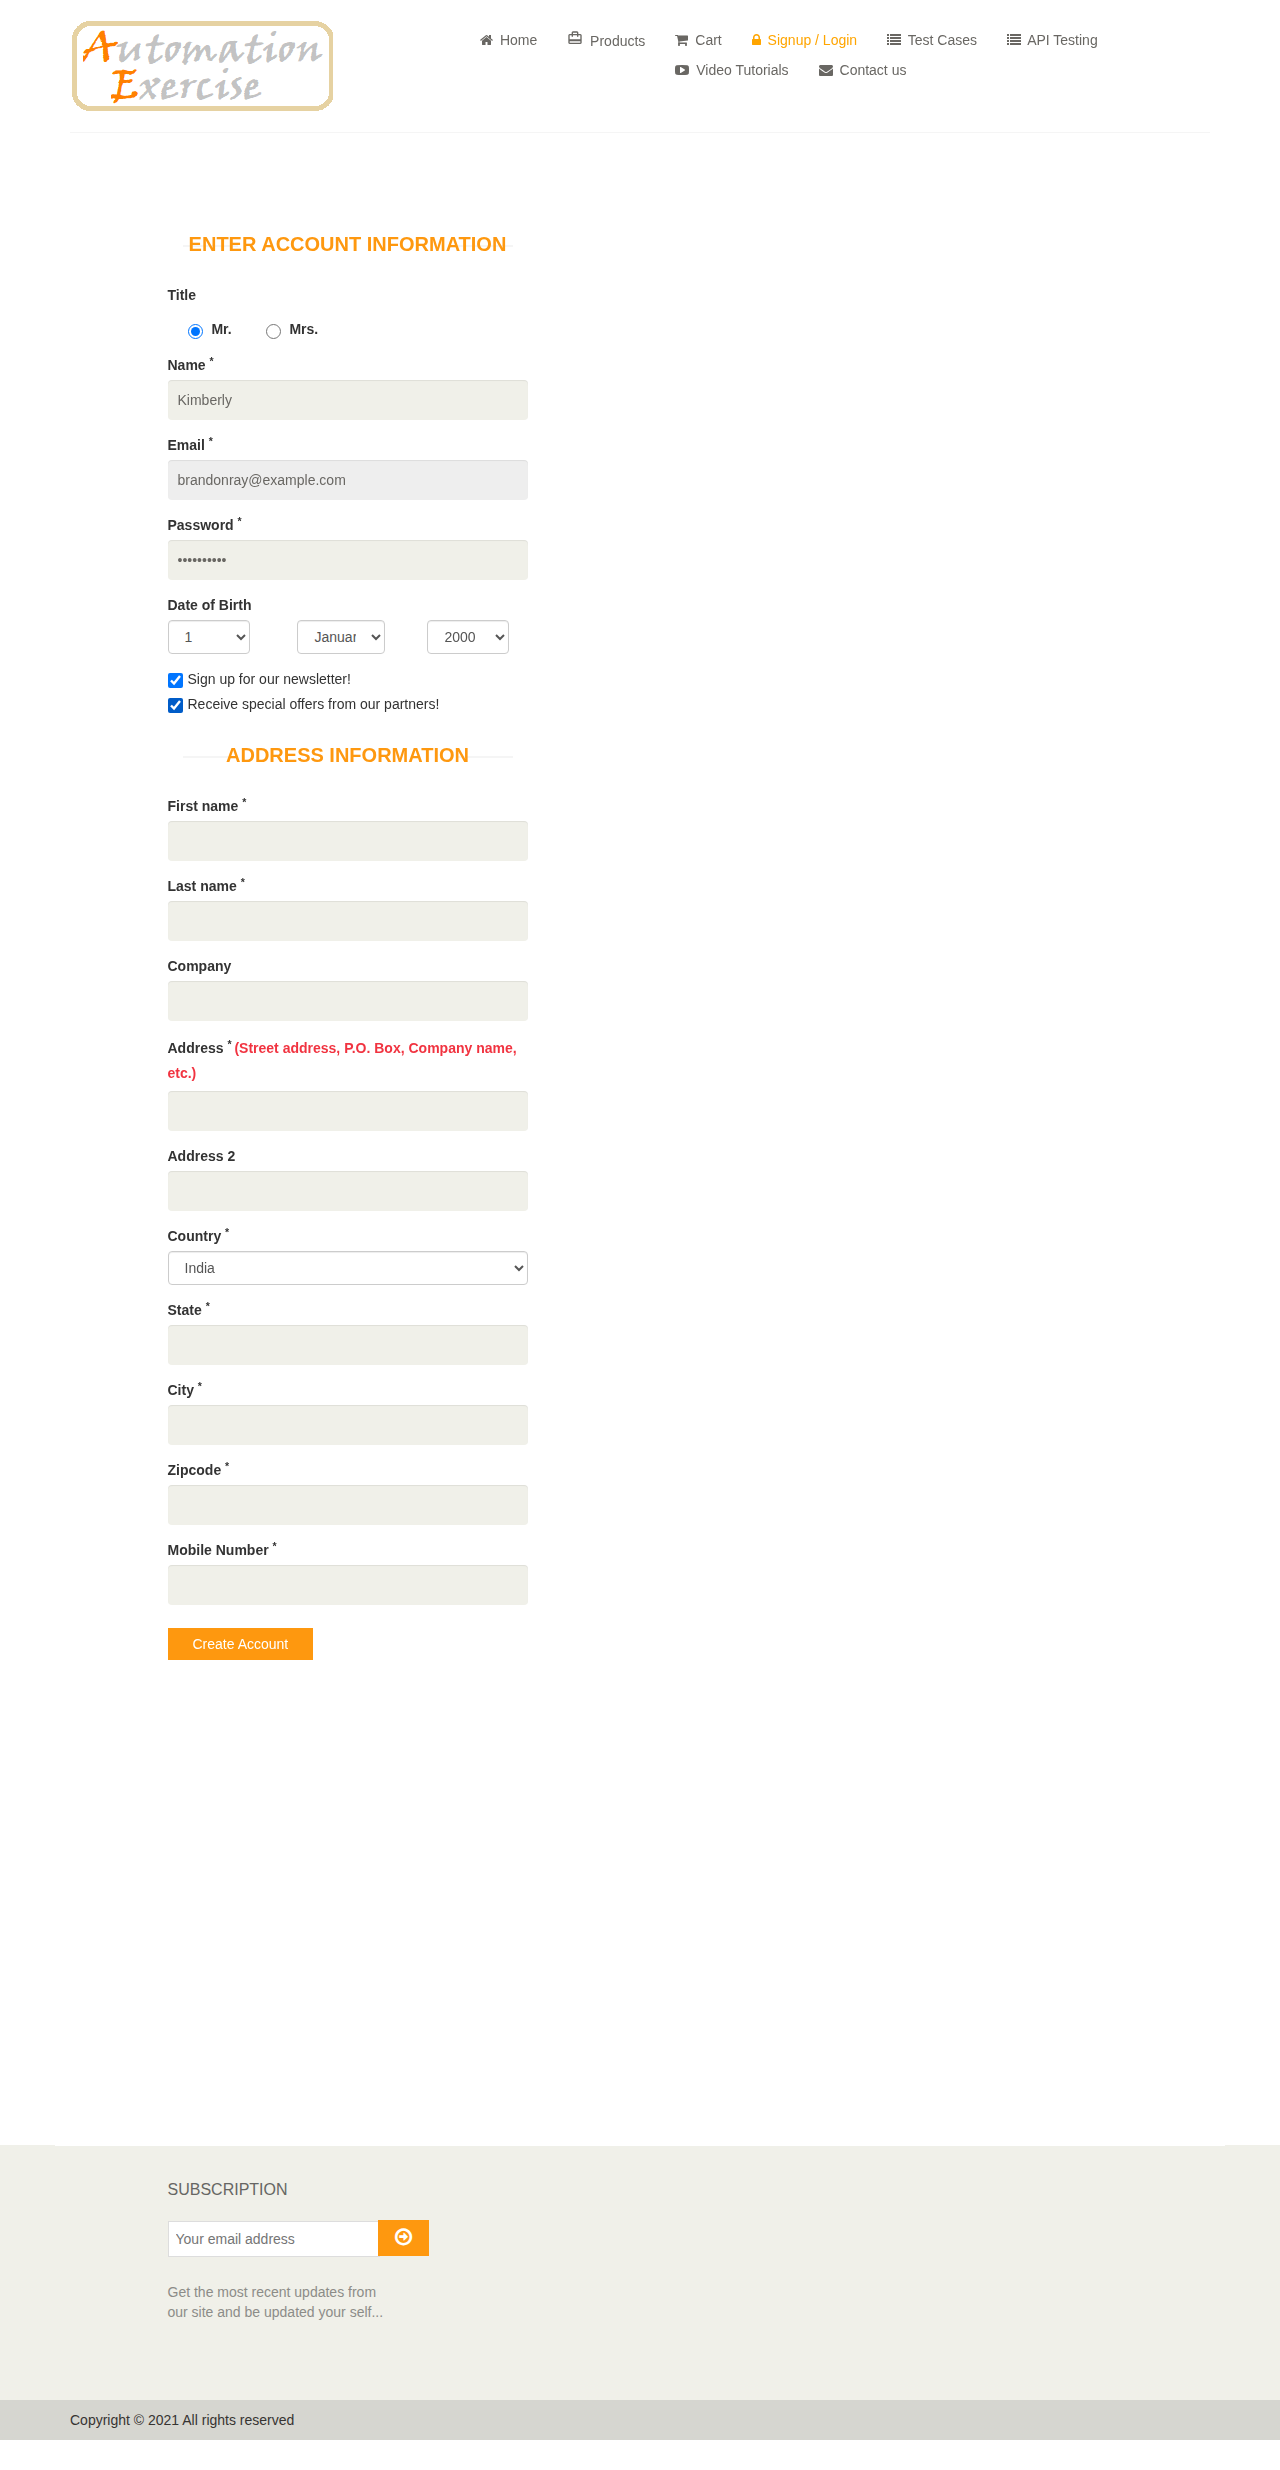 Automation
Exercise
Home
Products
Cart
Signup / Login
Test Cases
API Testing
Video Tutorials
Contact us
ENTER ACCOUNT INFORMATION
Title
Mr.
Mrs.
Name *
Kimberly
Email *
brandonray@example.com
Password *
••••••••••
Date of Birth
1
Januar
2000
Sign up for our newsletter!
Receive special offers from our partners!
ADDRESS INFORMATION
First name *
Last name *
Company
Address * (Street address, P.O. Box, Company name,
etc.)
Address 2
Country *
India
State *
City *
Zipcode *
Mobile Number *
Create Account
SUBSCRIPTION
Your email address
Get the most recent updates from
our site and be updated your self...
Copyright © 2021 All rights reserved